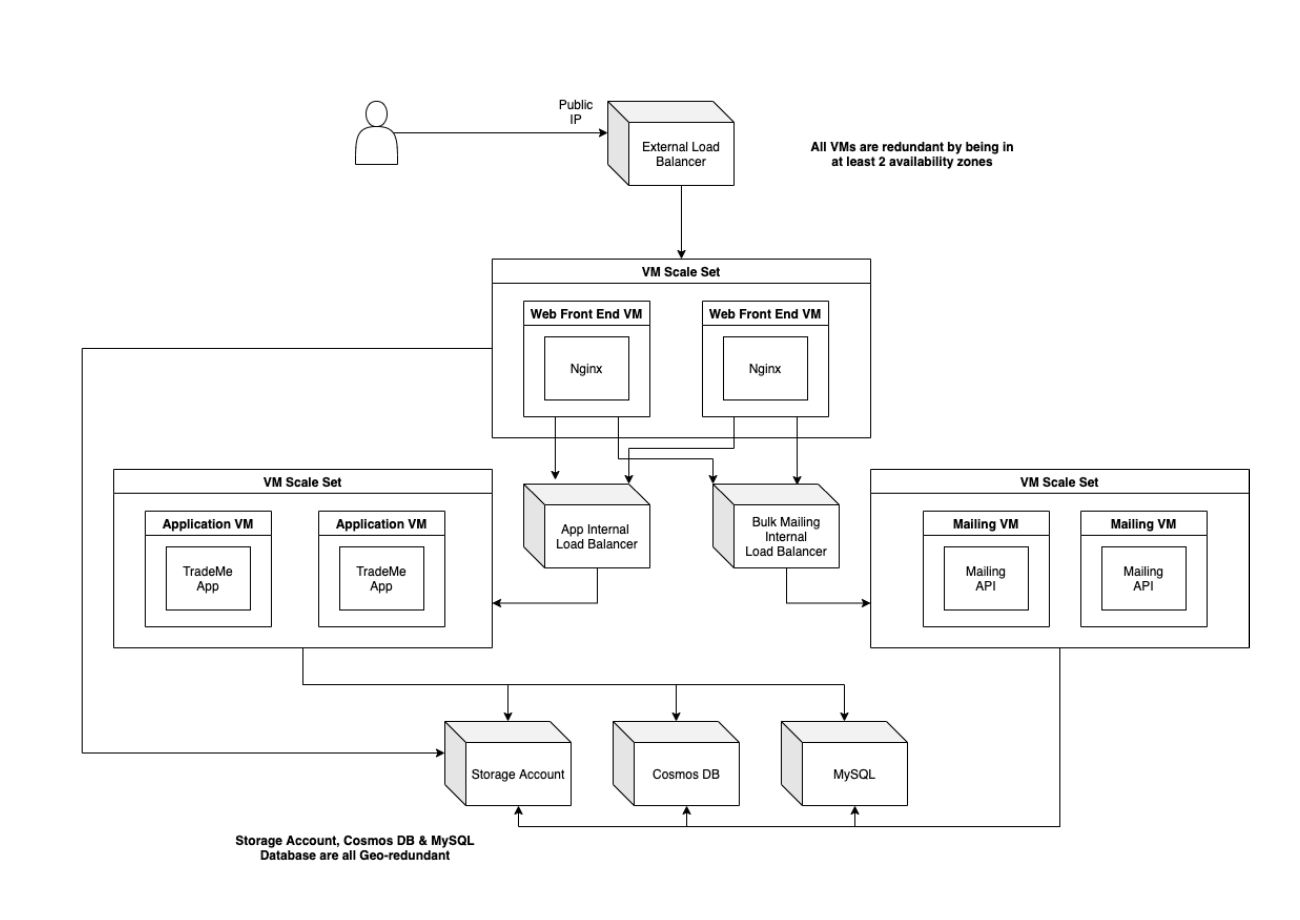 Public
IP
External Load
Balancer
All VMs are redundant by being in
at least 2 availability zones
VM Scale Set
Web Front End VM
Web Front End VM
Nginx
Nginx
VM Scale Set
VM Scale Set
Application VM
Application VM
TradeMe
App
TradeMe
App
App Internal
Load Balancer
Bulk Mailing
Internal
Load Balancer
Mailing VM
Mailing VM
Mailing
API
Mailing
API
Storage Account
Cosmos DB
MySQL
Storage Account, Cosmos DB & MySQL
Database are all Geo-redundant